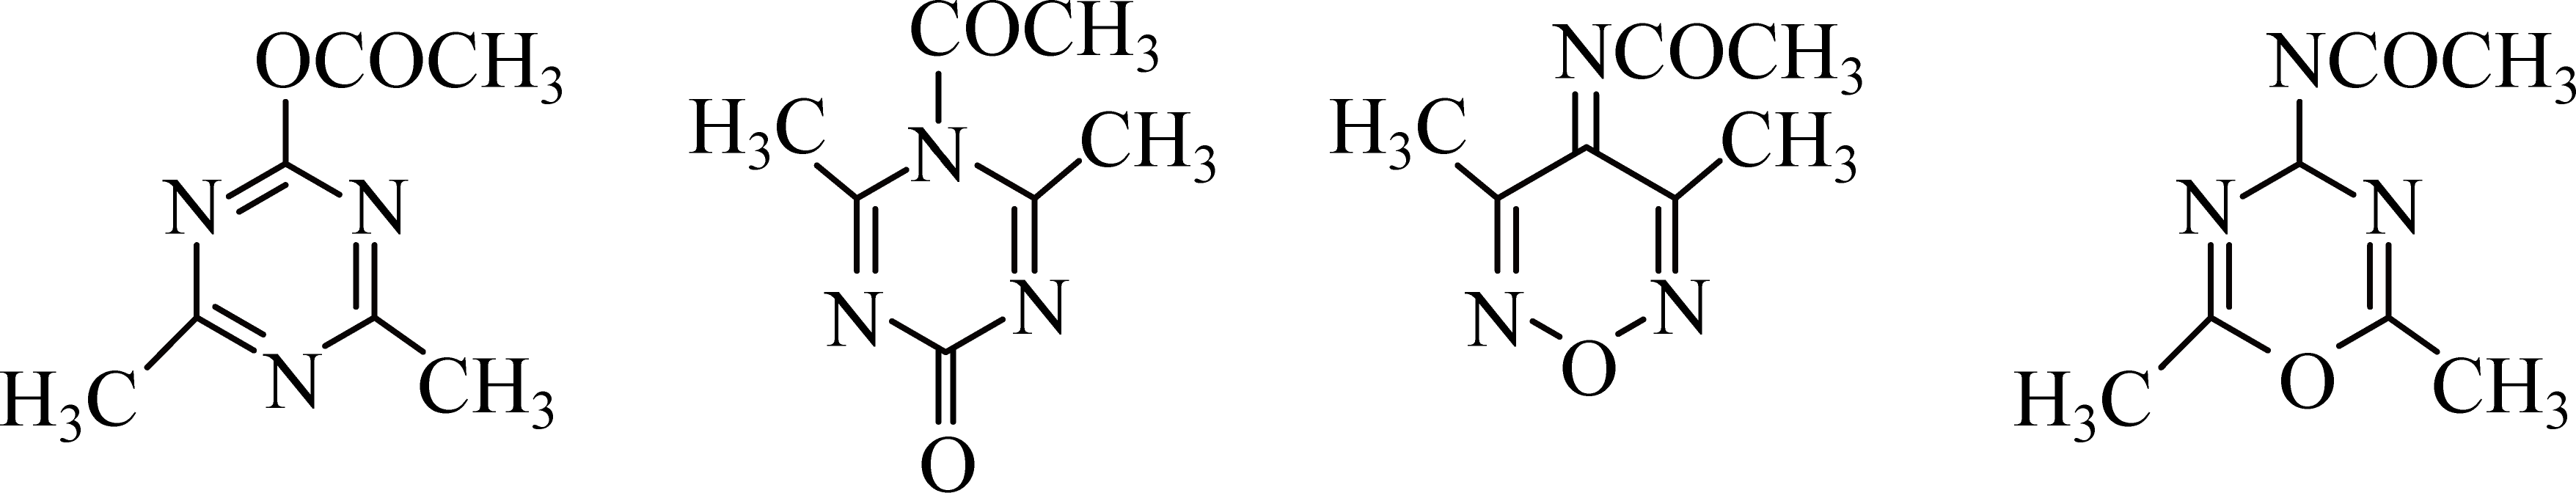 OCOCH3
N N
N
H3C CH3
COCH3
H3C N CH3
N N
O
NCOCH3
H3C CH3
N N
O
NCOCH3
N N
O
H3C CH3